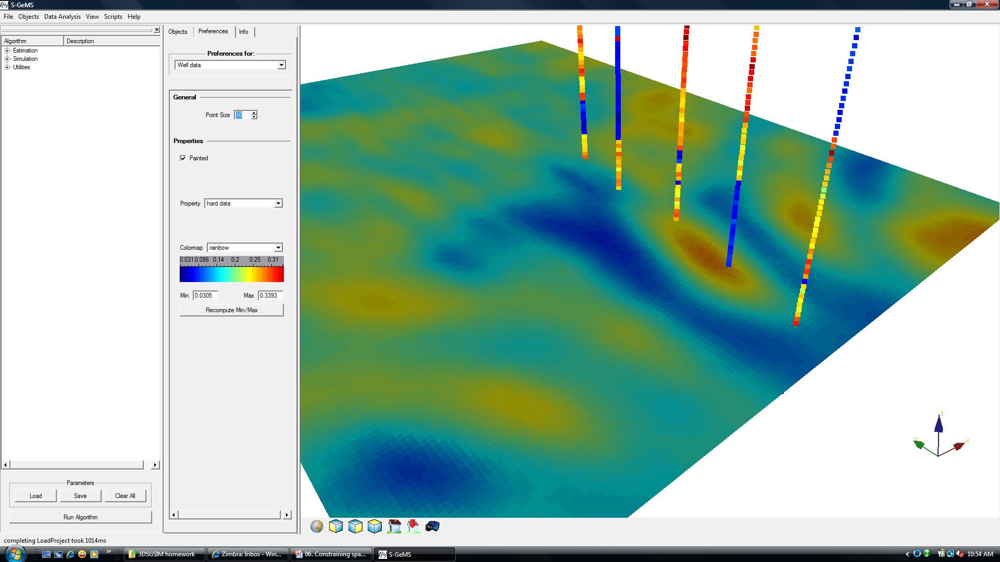 S-GeMS
File Objects Data Analysis View Scripts Help
Algorithm Description
Estimation
Simulation
Utilities
Parameters
Load Save Clear All
Run Algorithm
Objects Preferences Info
Preferences for:
Well data
General
Point Size 10
Properties
Painted
Property hard data
Colormap rainbow
0.031 0.086 0.14 0.2 0.25 0.31
Min 0.0305 Max 0.3393
Recompute Min/Max
Z
Y
X
completing LoadProject took 1014ms
3DSGSIM homework Zimbra: Inbox - Win... 06. Constraining spa... S-GeMS 10:54 AM